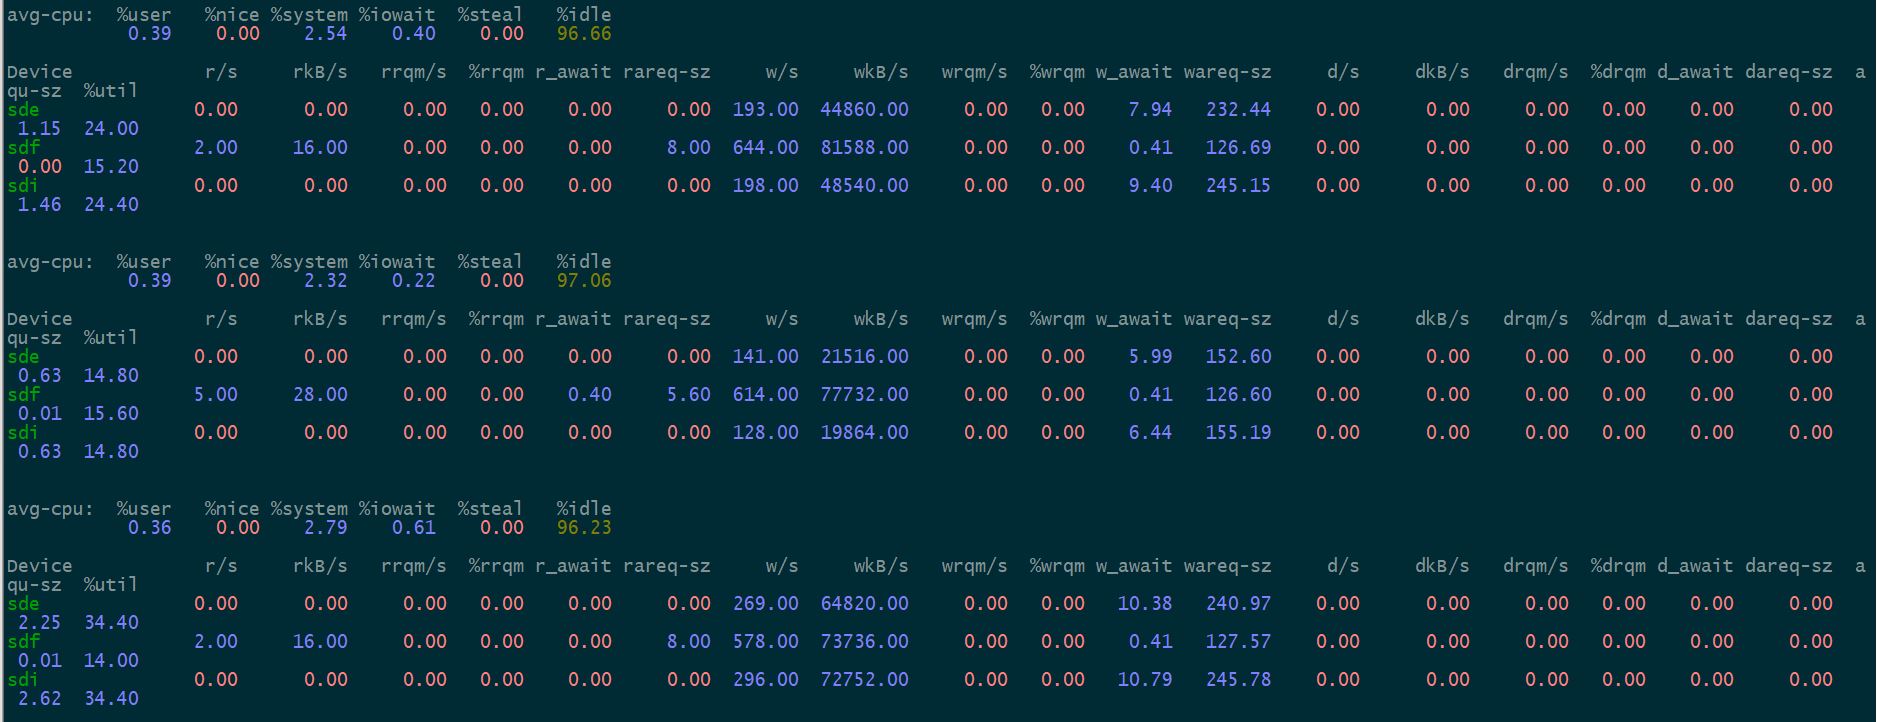 avg-cpu:  %user   %nice %system %iowait  %steal   %idle
           0.39    0.00    2.54    0.40    0.00   96.66
Device            r/s     rkB/s   rrqm/s  %rrqm r_await rareq-sz     w/s     wkB/s   wrqm/s  %wrqm w_await wareq-sz     d/s     dkB/s   drqm/s  %drqm d_await dareq-sz  a
qu-sz  %util
sde              0.00      0.00     0.00   0.00    0.00     0.00  193.00  44860.00     0.00   0.00    7.94   232.44    0.00      0.00     0.00   0.00    0.00     0.00
 1.15  24.00
sdf              2.00     16.00     0.00   0.00    0.00     8.00  644.00  81588.00     0.00   0.00    0.41   126.69    0.00      0.00     0.00   0.00    0.00     0.00
 0.00  15.20
sdi              0.00      0.00     0.00   0.00    0.00     0.00  198.00  48540.00     0.00   0.00    9.40   245.15    0.00      0.00     0.00   0.00    0.00     0.00
 1.46  24.40
avg-cpu:  %user   %nice %system %iowait  %steal   %idle
           0.39    0.00    2.32    0.22    0.00   97.06
Device            r/s     rkB/s   rrqm/s  %rrqm r_await rareq-sz     w/s     wkB/s   wrqm/s  %wrqm w_await wareq-sz     d/s     dkB/s   drqm/s  %drqm d_await dareq-sz  a
qu-sz  %util
sde              0.00      0.00     0.00   0.00    0.00     0.00  141.00  21516.00     0.00   0.00    5.99   152.60    0.00      0.00     0.00   0.00    0.00     0.00
 0.63  14.80
sdf              5.00     28.00     0.00   0.00    0.40     5.60  614.00  77732.00     0.00   0.00    0.41   126.60    0.00      0.00     0.00   0.00    0.00     0.00
 0.01  15.60
sdi              0.00      0.00     0.00   0.00    0.00     0.00  128.00  19864.00     0.00   0.00    6.44   155.19    0.00      0.00     0.00   0.00    0.00     0.00
 0.63  14.80
avg-cpu:  %user   %nice %system %iowait  %steal   %idle
           0.36    0.00    2.79    0.61    0.00   96.23
Device            r/s     rkB/s   rrqm/s  %rrqm r_await rareq-sz     w/s     wkB/s   wrqm/s  %wrqm w_await wareq-sz     d/s     dkB/s   drqm/s  %drqm d_await dareq-sz  a
qu-sz  %util
sde              0.00      0.00     0.00   0.00    0.00     0.00  269.00  64820.00     0.00   0.00   10.38   240.97    0.00      0.00     0.00   0.00    0.00     0.00
 2.25  34.40
sdf              2.00     16.00     0.00   0.00    0.00     8.00  578.00  73736.00     0.00   0.00    0.41   127.57    0.00      0.00     0.00   0.00    0.00     0.00
 0.01  14.00
sdi              0.00      0.00     0.00   0.00    0.00     0.00  296.00  72752.00     0.00   0.00   10.79   245.78    0.00      0.00     0.00   0.00    0.00     0.00
 2.62  34.40